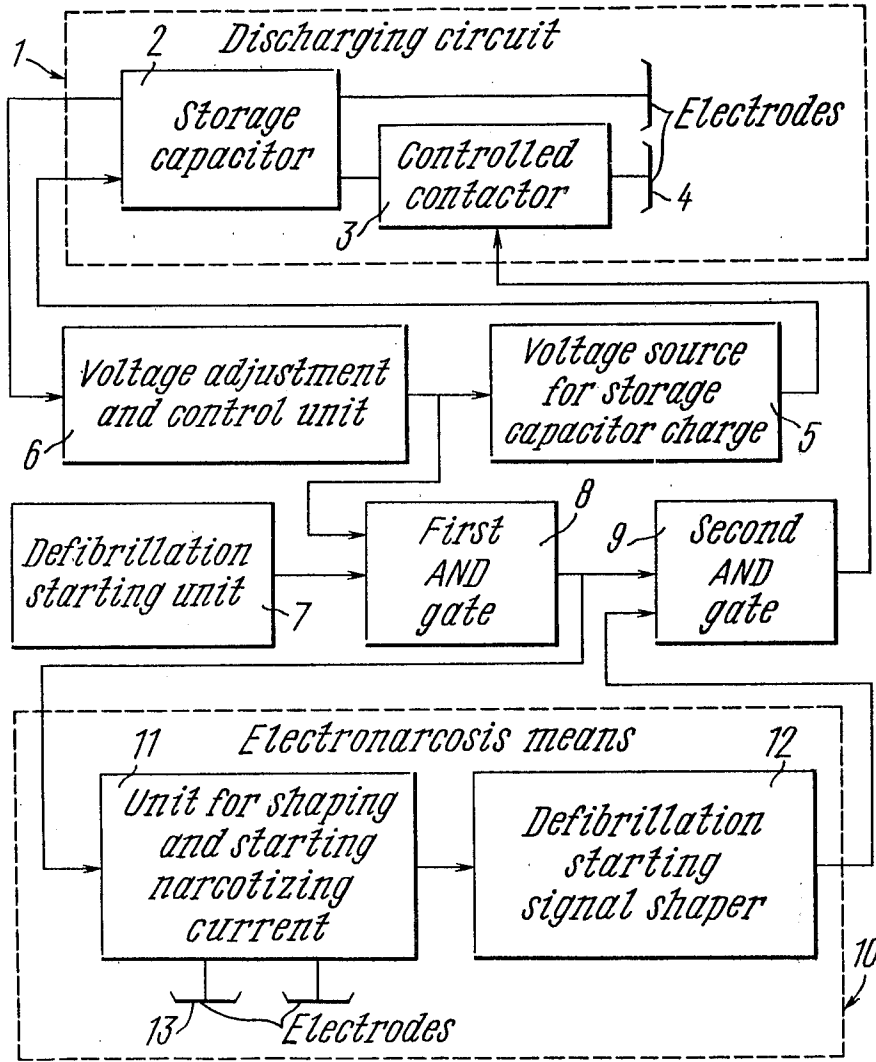 Discharging circuit
1
2
Storage
capacitor
Electrodes
Controlled
contactor
3
4
Voltage adjustment
and control unit
6
Voltage source
for storage
capacitor charge
5
Defibrillation
starting unit
7
First
AND
gate
8
9
Second
AND
gate
Electronarcosis means
11
Unit for shaping
and starting
narcotizing
current
12
Defibrillation
starting
signal shaper
10
13
Electrodes